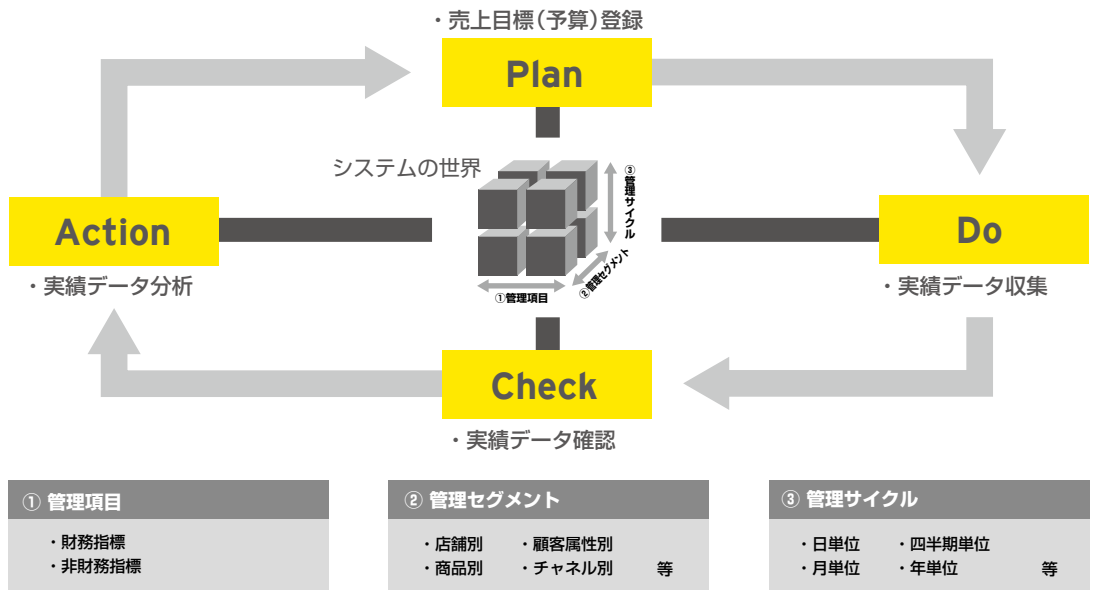 ・売上目標(予算)登録
Plan
システムの世界
③管理サイクル
②管理セグメント
①管理項目
Action
・実績データ分析
Do
・実績データ収集
Check
・実績データ確認
① 管理項目
・財務指標
・非財務指標
② 管理セグメント
・店舗別 ・顧客属性別
・商品別 ・チャネル別 等
③ 管理サイクル
・日単位 ・四半期単位
・月単位 ・年単位 等